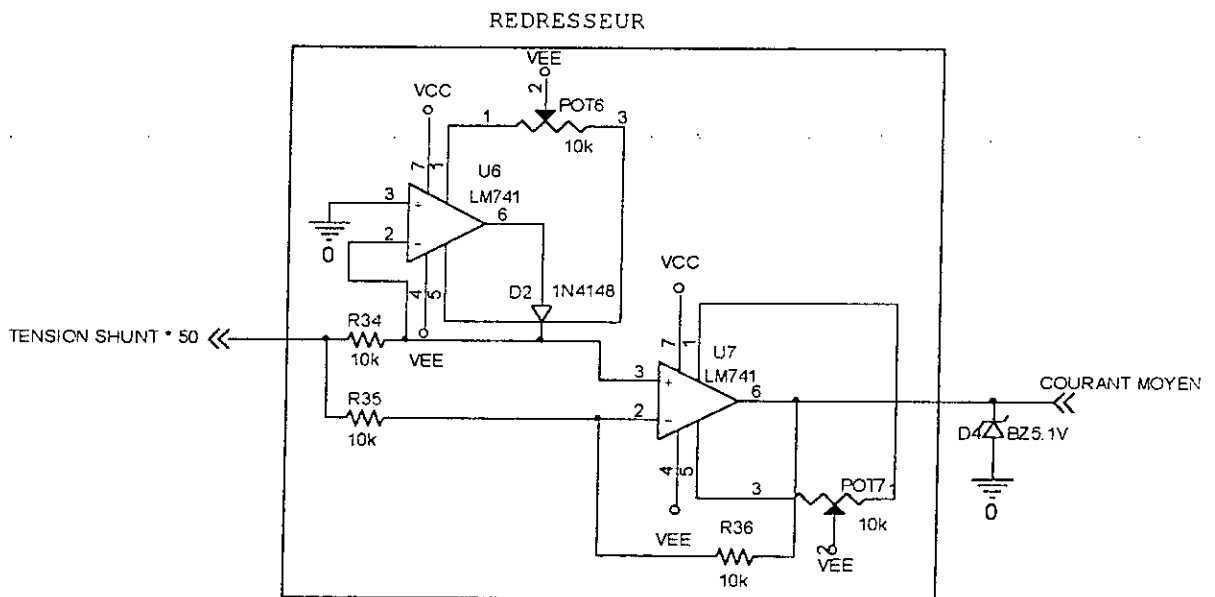 REDRESSEUR
VEE
2
VCC
POT6
1
3
10k
7
1
U6
LM741
3
+
6
2
-
0
4
5
D2
1N4148
VCC
TENSION SHUNT * 50
R34
10k
VEE
7
1
U7
LM741
3
+
6
COURANT MOYEN
R35
2
-
10k
D4
BZ5.1V
4
5
3
POT7
1
0
R36
10k
VEE
2
10k
VEE